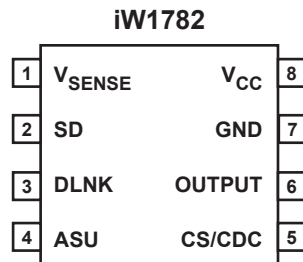 iW1782
1 VSENSE VCC 8
2 SD GND 7
3 DLNK OUTPUT 6
4 ASU CS/CDC 5